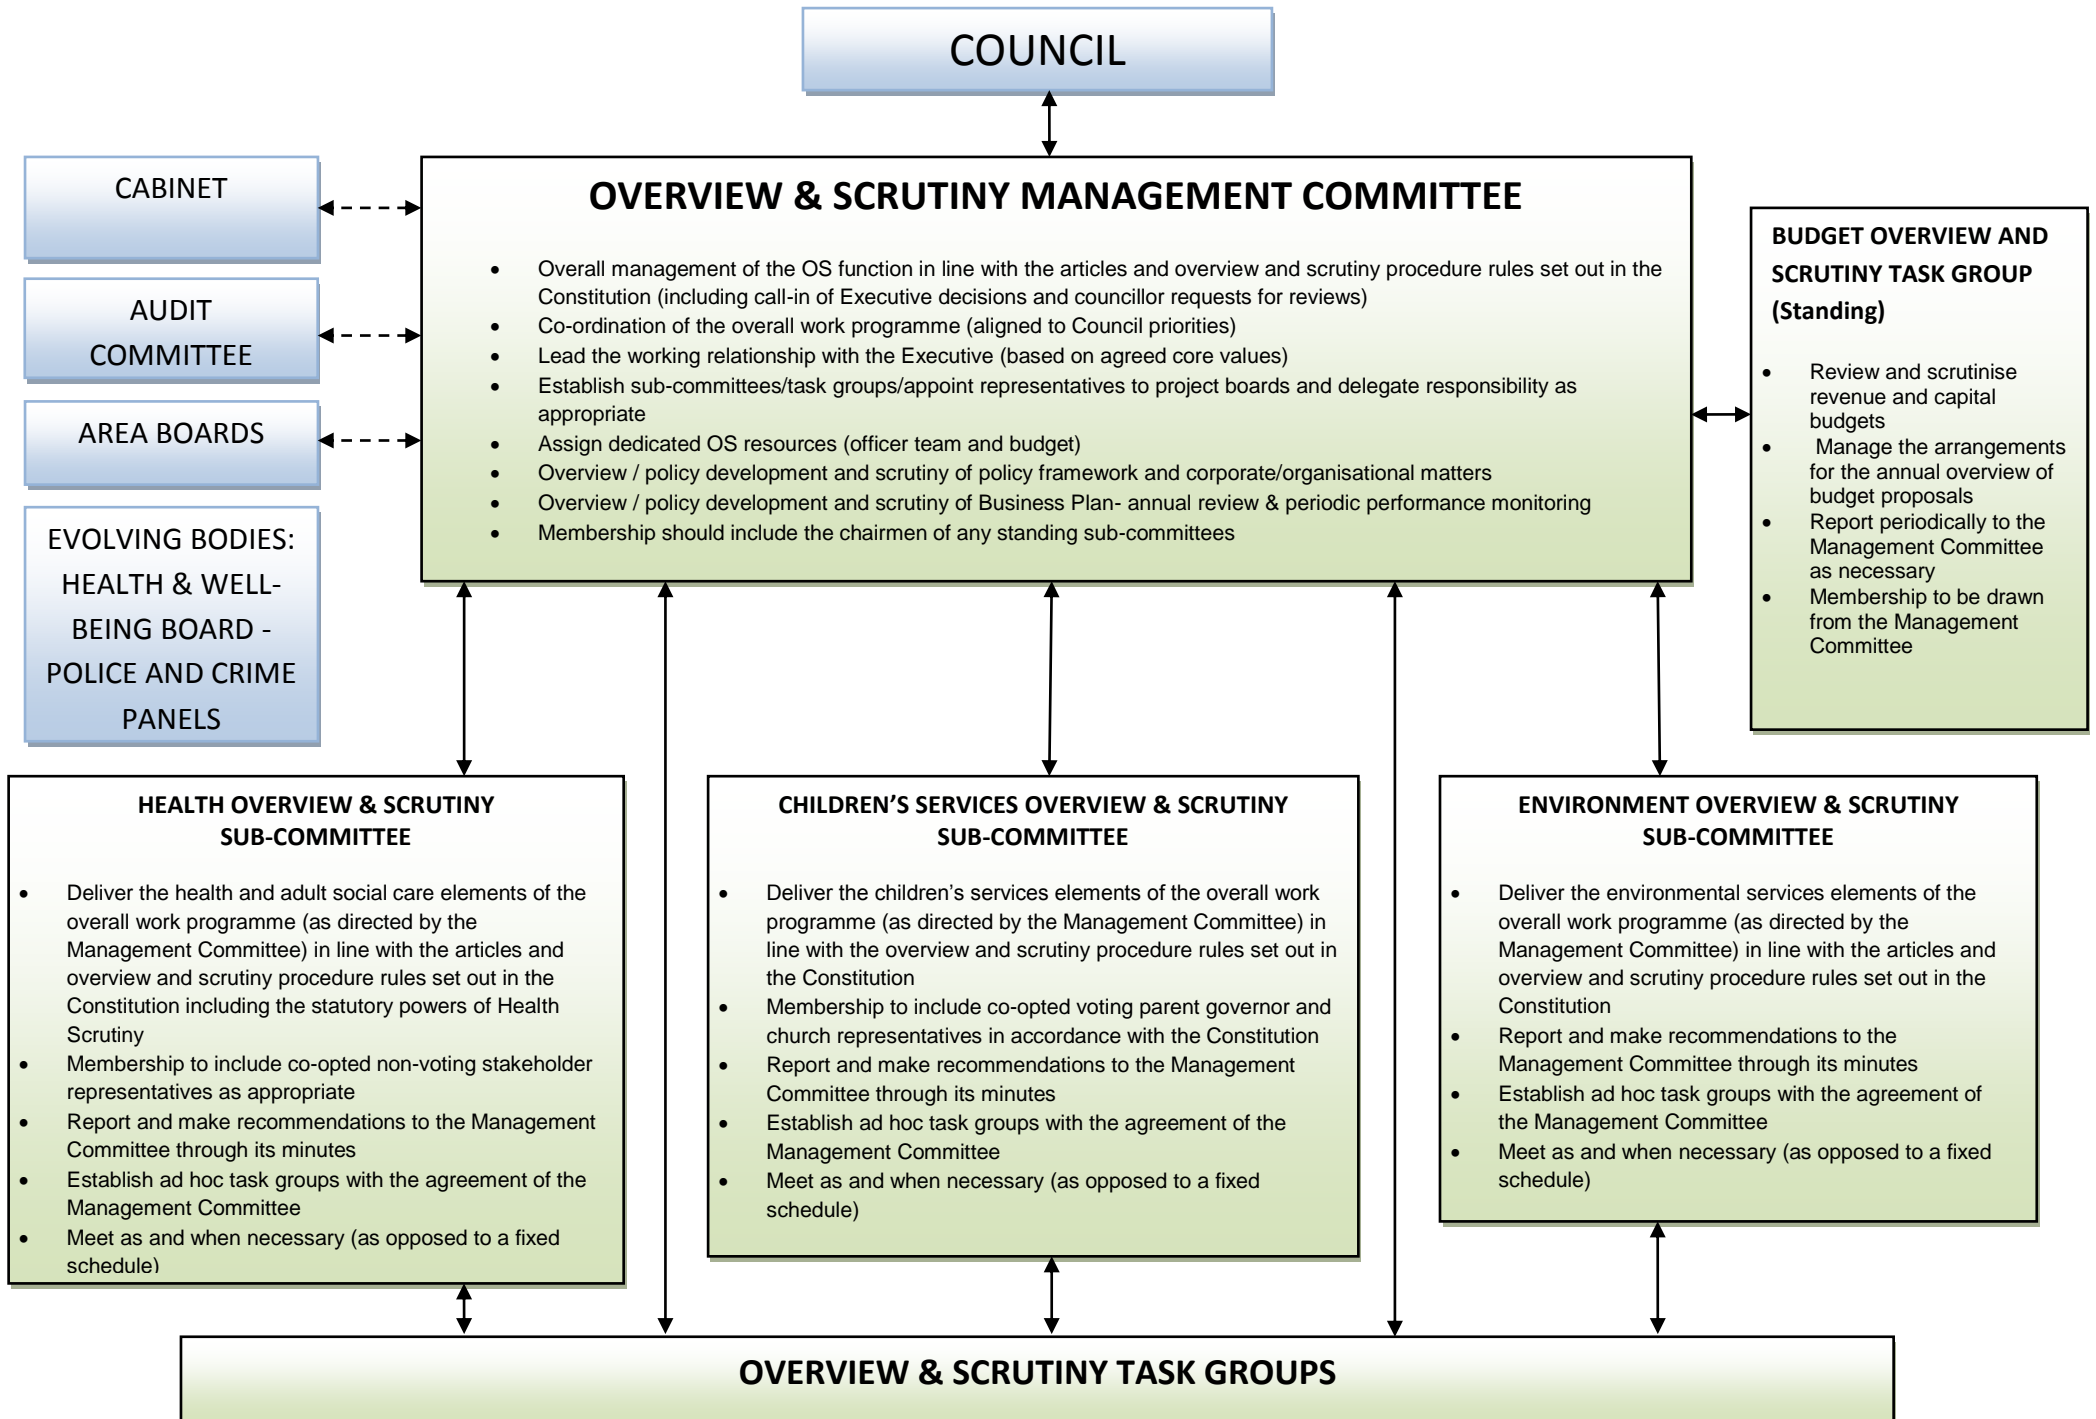 COUNCIL
CABINET
AUDIT
COMMITTEE
AREA BOARDS
EVOLVING BODIES:
HEALTH & WELL-
BEING BOARD -
POLICE AND CRIME
PANELS
OVERVIEW & SCRUTINY MANAGEMENT COMMITTEE
• Overall management of the OS function in line with the articles and overview and scrutiny procedure rules set out in the
Constitution (including call-in of Executive decisions and councillor requests for reviews)
• Co-ordination of the overall work programme (aligned to Council priorities)
• Lead the working relationship with the Executive (based on agreed core values)
• Establish sub-committees/task groups/appoint representatives to project boards and delegate responsibility as
appropriate
• Assign dedicated OS resources (officer team and budget)
• Overview / policy development and scrutiny of policy framework and corporate/organisational matters
• Overview / policy development and scrutiny of Business Plan- annual review & periodic performance monitoring
• Membership should include the chairmen of any standing sub-committees
BUDGET OVERVIEW AND
SCRUTINY TASK GROUP
(Standing)
• Review and scrutinise
revenue and capital
budgets
• Manage the arrangements
for the annual overview of
budget proposals
• Report periodically to the
Management Committee
as necessary
• Membership to be drawn
from the Management
Committee
HEALTH OVERVIEW & SCRUTINY
SUB-COMMITTEE
• Deliver the health and adult social care elements of the
overall work programme (as directed by the
Management Committee) in line with the articles and
overview and scrutiny procedure rules set out in the
Constitution including the statutory powers of Health
Scrutiny
• Membership to include co-opted non-voting stakeholder
representatives as appropriate
• Report and make recommendations to the Management
Committee through its minutes
• Establish ad hoc task groups with the agreement of the
Management Committee
• Meet as and when necessary (as opposed to a fixed
schedule)
CHILDREN’S SERVICES OVERVIEW & SCRUTINY
SUB-COMMITTEE
• Deliver the children’s services elements of the overall work
programme (as directed by the Management Committee) in
line with the overview and scrutiny procedure rules set out in
the Constitution
• Membership to include co-opted voting parent governor and
church representatives in accordance with the Constitution
• Report and make recommendations to the Management
Committee through its minutes
• Establish ad hoc task groups with the agreement of the
Management Committee
• Meet as and when necessary (as opposed to a fixed
schedule)
ENVIRONMENT OVERVIEW & SCRUTINY
SUB-COMMITTEE
• Deliver the environmental services elements of the
overall work programme (as directed by the
Management Committee) in line with the articles and
overview and scrutiny procedure rules set out in the
Constitution
• Report and make recommendations to the
Management Committee through its minutes
• Establish ad hoc task groups with the agreement of
the Management Committee
• Meet as and when necessary (as opposed to a fixed
schedule)
OVERVIEW & SCRUTINY TASK GROUPS